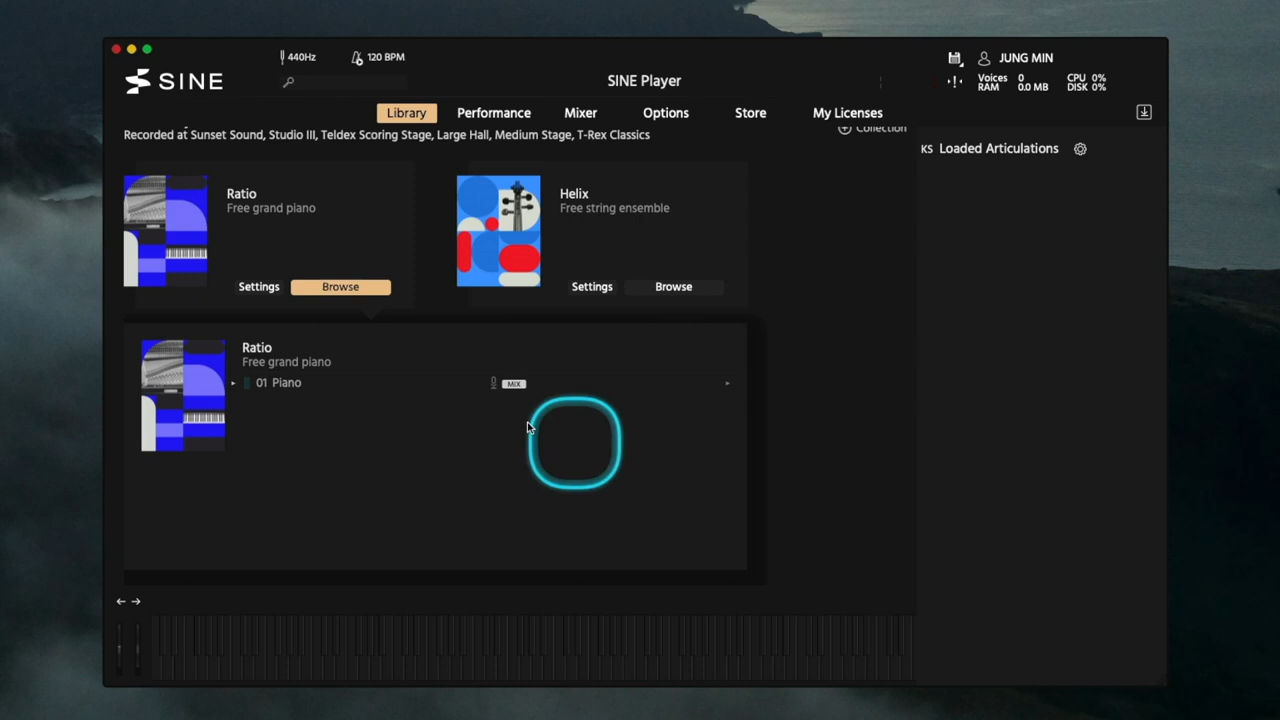 440Hz
120 BPM
JUNG MIN
SINE
SINE Player
Voices 0
RAM 0.0 MB
CPU 0%
DISK 0%
Library
Performance
Mixer
Options
Store
My Licenses
Recorded at Sunset Sound, Studio III, Teldex Scoring Stage, Large Hall, Medium Stage, T-Rex Classics
Collection
KS Loaded Articulations
Ratio
Free grand piano
Settings
Browse
Helix
Free string ensemble
Settings
Browse
Ratio
Free grand piano
01 Piano
MIX